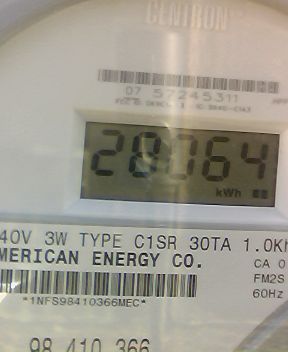 CENTRON
07 57245311
28064
kWh
40V 3W TYPE C1SR 30TA 1.0Kh
MERICAN ENERGY CO.
CA 0
FM2S
60Hz
*1NFS98410366MEC*
98 410 366